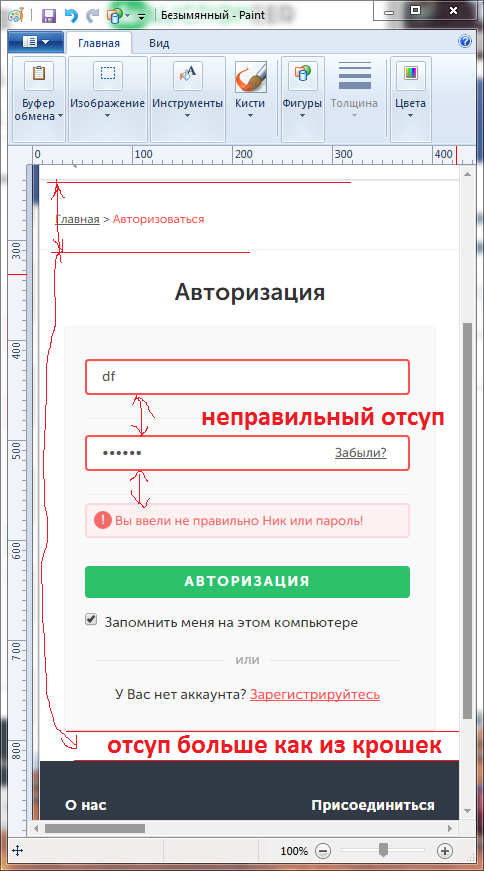 Безымянный - Paint
Главная Вид
Буфер обмена
Изображение
Инструменты
Кисти
Фигуры
Толщина
Цвета
0 100 200 300 400
300
400
500
600
700
800
Главная > Авторизоваться
Авторизация
df
неправильный отсуп
•••••• Забыли?
! Вы ввели не правильно Ник или пароль!
АВТОРИЗАЦИЯ
Запомнить меня на этом компьютере
или
У Вас нет аккаунта? Зарегистрируйтесь
отсуп больше как из крошек
О нас Присоединиться
100%